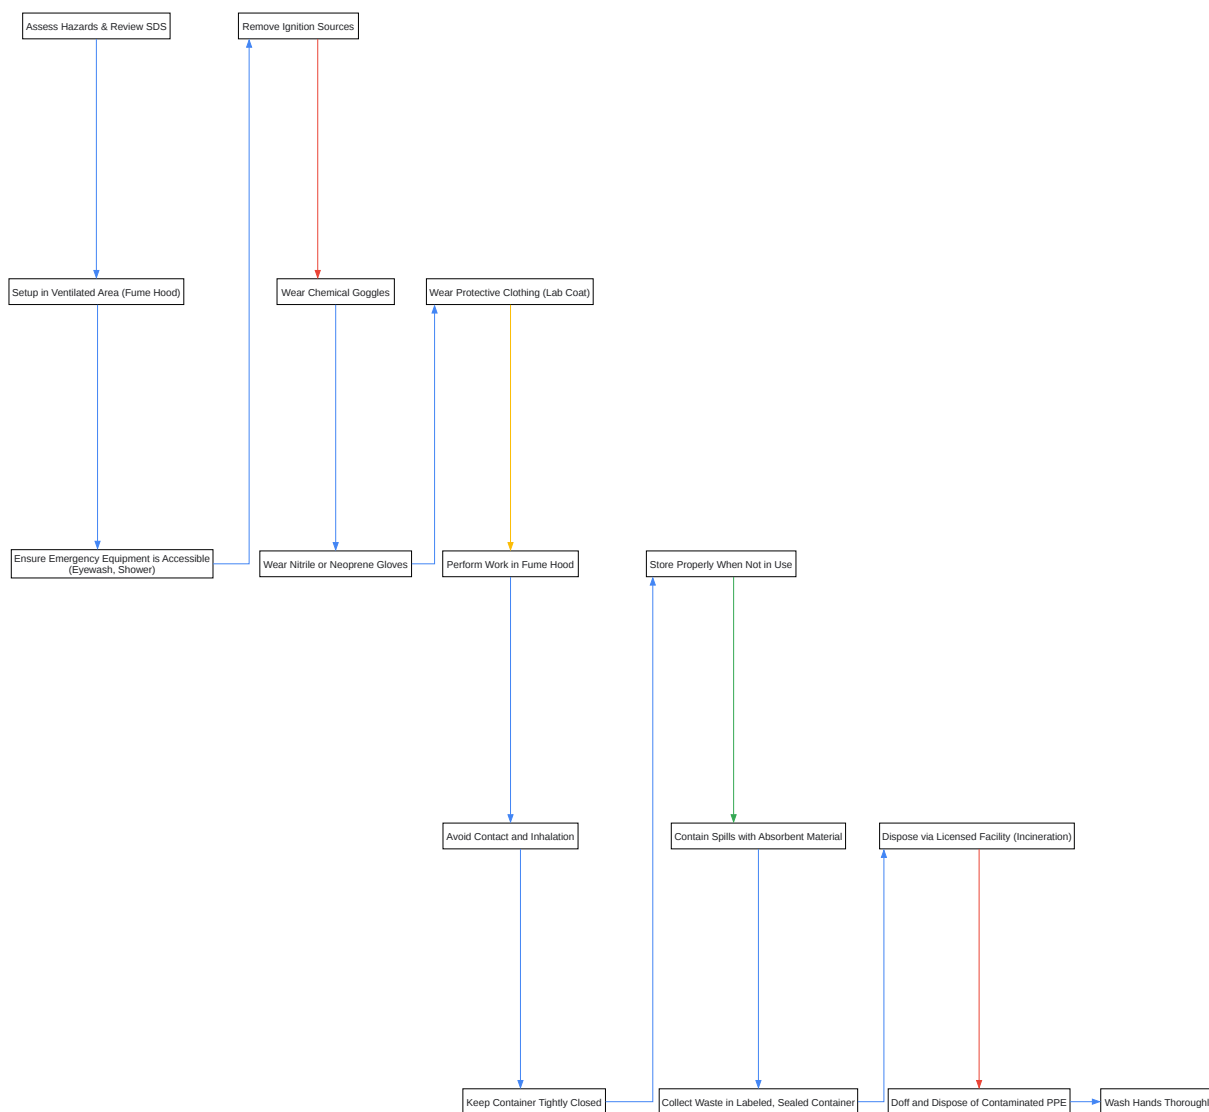 Assess Hazards & Review SDS
Remove Ignition Sources
Setup in Ventilated Area (Fume Hood)
Wear Chemical Goggles
Wear Protective Clothing (Lab Coat)
Ensure Emergency Equipment is Accessible
(Eyewash, Shower)
Wear Nitrile or Neoprene Gloves
Perform Work in Fume Hood
Store Properly When Not in Use
Avoid Contact and Inhalation
Contain Spills with Absorbent Material
Dispose via Licensed Facility (Incineration)
Keep Container Tightly Closed
Collect Waste in Labeled, Sealed Container
Doff and Dispose of Contaminated PPE
Wash Hands Thoroughl